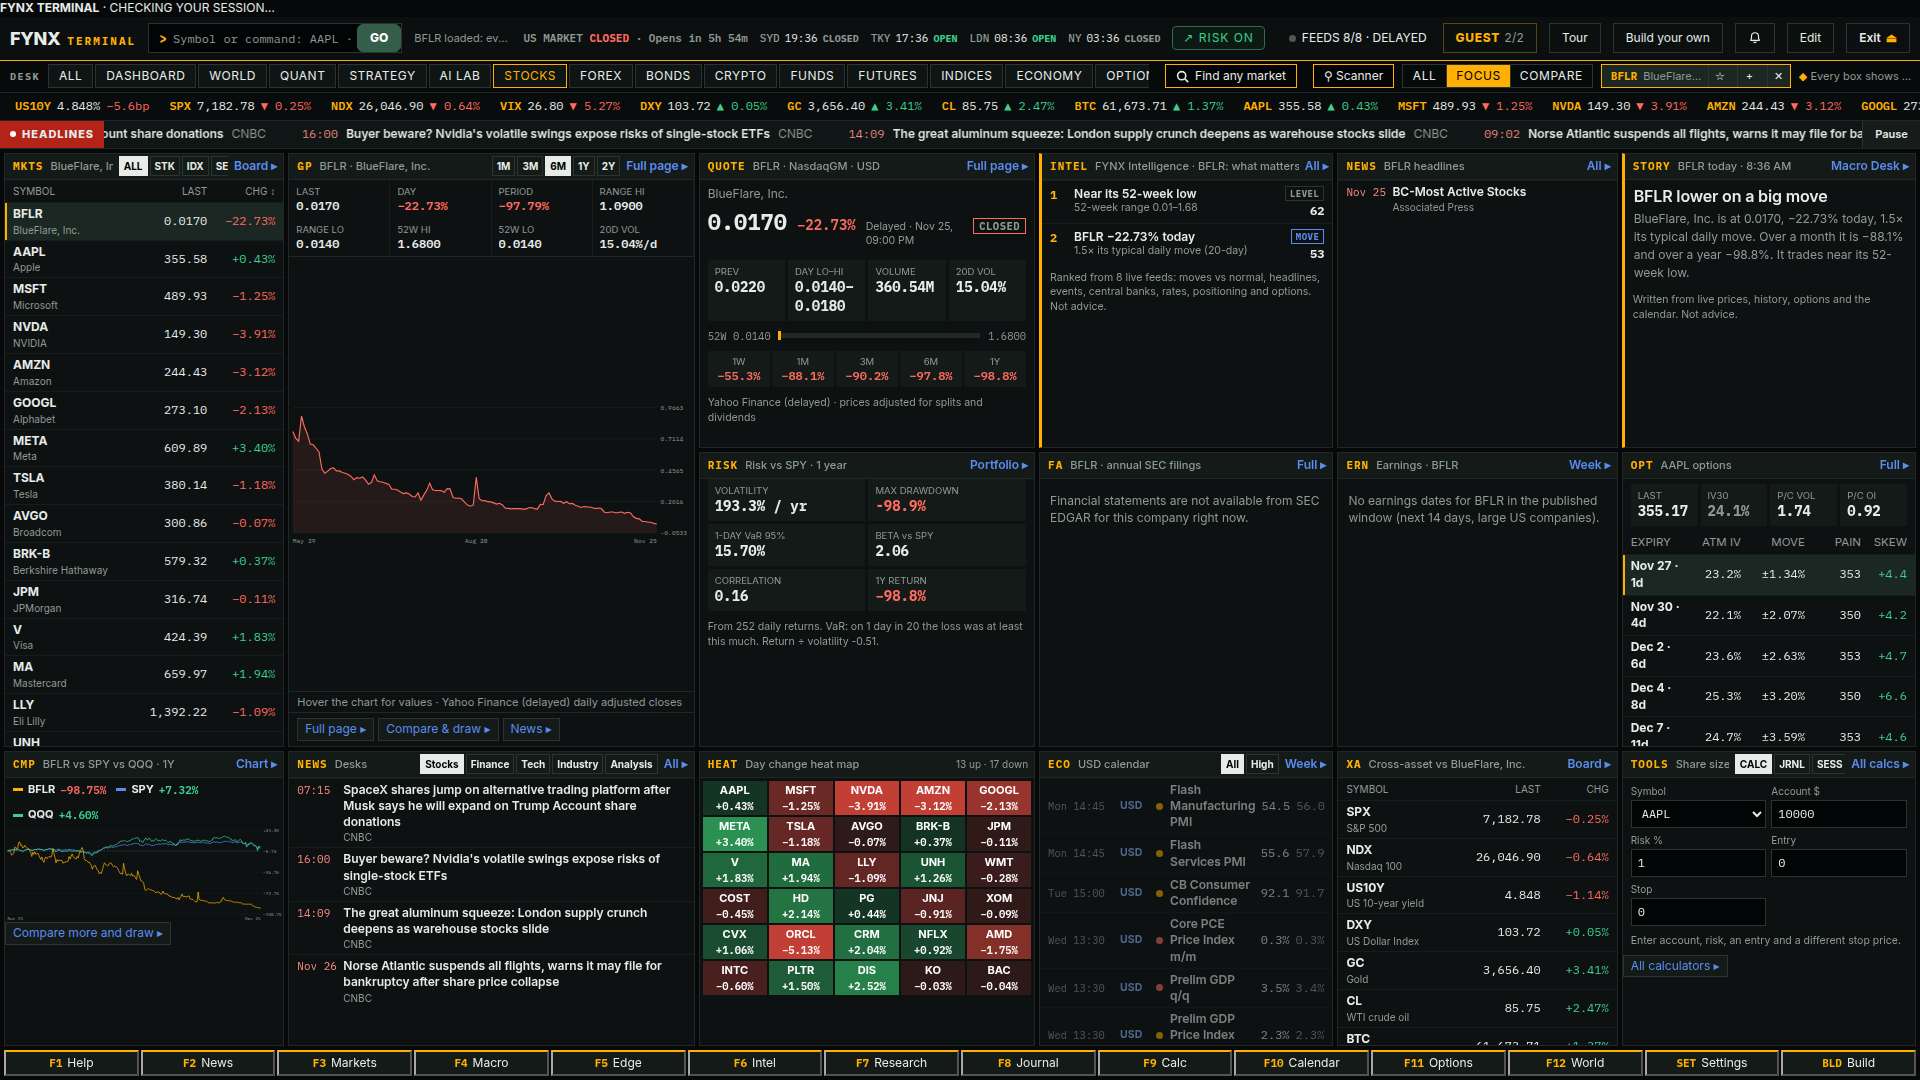 FYNX TERMINAL · CHECKING YOUR SESSION...
FYNX TERMINAL > Symbol or command: AAPL · GO BFLR loaded: ev... US MARKET CLOSED · Opens in 5h 54m SYD 19:36 CLOSED TKY 17:36 OPEN LDN 08:36 OPEN NY 03:36 CLOSED ↗ RISK ON FEEDS 8/8 · DELAYED GUEST 2/2 Tour Build your own Edit Exit
DESK ALL DASHBOARD WORLD QUANT STRATEGY AI LAB STOCKS FOREX BONDS CRYPTO FUNDS FUTURES INDICES ECONOMY OPTION Find any market Scanner ALL FOCUS COMPARE BFLR BlueFlare... ☆ + ✕ ◆ Every box shows ...
US10Y 4.848% −5.6bp SPX 7,182.78 ▼ 0.25% NDX 26,046.90 ▼ 0.64% VIX 26.80 ▼ 5.27% DXY 103.72 ▲ 0.05% GC 3,656.40 ▲ 3.41% CL 85.75 ▲ 2.47% BTC 61,673.71 ▲ 1.37% AAPL 355.58 ▲ 0.43% MSFT 489.93 ▼ 1.25% NVDA 149.30 ▼ 3.91% AMZN 244.43 ▼ 3.12% GOOGL 273
HEADLINES ount share donations CNBC 16:00 Buyer beware? Nvidia's volatile swings expose risks of single-stock ETFs CNBC 14:09 The great aluminum squeeze: London supply crunch deepens as warehouse stocks slide CNBC 09:02 Norse Atlantic suspends all flights, warns it may file for ba Pause
MKTS BlueFlare, Ir ALL STK IDX SE Board ▸
SYMBOL LAST CHG ↕
BFLR 0.0170 −22.73%
BlueFlare, Inc.
AAPL 355.58 +0.43%
Apple
MSFT 489.93 −1.25%
Microsoft
NVDA 149.30 −3.91%
NVIDIA
AMZN 244.43 −3.12%
Amazon
GOOGL 273.10 −2.13%
Alphabet
META 609.89 +3.40%
Meta
TSLA 380.14 −1.18%
Tesla
AVGO 300.86 −0.07%
Broadcom
BRK-B 579.32 +0.37%
Berkshire Hathaway
JPM 316.74 −0.11%
JPMorgan
V 424.39 +1.83%
Visa
MA 659.97 +1.94%
Mastercard
LLY 1,392.22 −1.09%
Eli Lilly
UNH
GP BFLR · BlueFlare, Inc. 1M 3M 6M 1Y 2Y Full page ▸
LAST DAY PERIOD RANGE HI
0.0170 −22.73% −97.79% 1.0900
RANGE LO 52W HI 52W LO 20D VOL
0.0140 1.6800 0.0140 15.04%/d
May 29 Aug 28 Nov 25
Hover the chart for values · Yahoo Finance (delayed) daily adjusted closes
Full page ▸ Compare & draw ▸ News ▸
QUOTE BFLR · NasdaqGM · USD Full page ▸
BlueFlare, Inc.
0.0170 −22.73% Delayed · Nov 25, 09:00 PM CLOSED
PREV DAY LO–HI VOLUME 20D VOL
0.0220 0.0140–0.0180 360.54M 15.04%
52W 0.0140 1.6800
1W 1M 3M 6M 1Y
−55.3% −88.1% −90.2% −97.8% −98.8%
Yahoo Finance (delayed) · prices adjusted for splits and
dividends
INTEL FYNX Intelligence · BFLR: what matters All ▸
1 Near its 52-week low LEVEL
52-week range 0.01–1.68 62
2 BFLR −22.73% today MOVE
1.5× its typical daily move (20-day) 53
Ranked from 8 live feeds: moves vs normal, headlines,
events, central banks, rates, positioning and options.
Not advice.
NEWS BFLR headlines All ▸
Nov 25 BC-Most Active Stocks
Associated Press
STORY BFLR today · 8:36 AM Macro Desk ▸
BFLR lower on a big move
BlueFlare, Inc. is at 0.0170, −22.73% today, 1.5×
its typical daily move. Over a month it is −88.1%
and over a year −98.8%. It trades near its 52-
week low.
Written from live prices, history, options and the
calendar. Not advice.
RISK Risk vs SPY · 1 year Portfolio ▸
VOLATILITY MAX DRAWDOWN
193.3% / yr -98.9%
1-DAY VaR 95% BETA vs SPY
15.70% 2.06
CORRELATION 1Y RETURN
0.16 −98.8%
From 252 daily returns. VaR: on 1 day in 20 the loss was at least
this much. Return ÷ volatility -0.51.
FA BFLR · annual SEC filings Full ▸
Financial statements are not available from SEC
EDGAR for this company right now.
ERN Earnings · BFLR Week ▸
No earnings dates for BFLR in the published
window (next 14 days, large US companies).
OPT AAPL options Full ▸
LAST IV30 P/C VOL P/C OI
355.17 24.1% 1.74 0.92
EXPIRY ATM IV MOVE PAIN SKEW
Nov 27 · 1d 23.2% ±1.34% 353 +4.4
Nov 30 · 4d 22.1% ±2.07% 350 +4.2
Dec 2 · 6d 23.6% ±2.63% 353 +4.7
Dec 4 · 8d 25.3% ±3.20% 350 +6.6
Dec 7 · 11d 24.7% ±3.59% 353 +4.6
CMP BFLR vs SPY vs QQQ · 1Y Chart ▸
BFLR −98.75% SPY +7.32%
QQQ +4.60%
Compare more and draw ▸
NEWS Desks Stocks Finance Tech Industry Analysis All ▸
07:15 SpaceX shares jump on alternative trading platform after
Musk says he will expand on Trump Account share
donations
CNBC
16:00 Buyer beware? Nvidia's volatile swings expose risks of
single-stock ETFs
CNBC
14:09 The great aluminum squeeze: London supply crunch
deepens as warehouse stocks slide
CNBC
Nov 26 Norse Atlantic suspends all flights, warns it may file for
bankruptcy after share price collapse
CNBC
HEAT Day change heat map 13 up · 17 down
AAPL MSFT NVDA AMZN GOOGL
+0.43% −1.25% −3.91% −3.12% −2.13%
META TSLA AVGO BRK-B JPM
+3.40% −1.18% −0.07% +0.37% −0.11%
V MA LLY UNH WMT
+1.83% +1.94% −1.09% +1.26% −0.28%
COST HD PG JNJ XOM
−0.45% +2.14% +0.44% −0.91% −0.09%
CVX ORCL CRM NFLX AMD
+1.06% −5.13% +2.04% +0.92% −1.75%
INTC PLTR DIS KO BAC
−0.60% +1.50% +2.52% −0.03% −0.04%
ECO USD calendar All High Week ▸
Mon 14:45 USD Flash Manufacturing PMI 54.5 56.0
Mon 14:45 USD Flash Services PMI 55.6 57.9
Tue 15:00 USD CB Consumer Confidence 92.1 91.7
Wed 13:30 USD Core PCE Price Index m/m 0.3% 0.3%
Wed 13:30 USD Prelim GDP q/q 3.5% 3.4%
Wed 13:30 USD Prelim GDP Price Index 2.3% 2.3%
XA Cross-asset vs BlueFlare, Inc. Board ▸
SYMBOL LAST CHG
SPX 7,182.78 −0.25%
S&P 500
NDX 26,046.90 −0.64%
Nasdaq 100
US10Y 4.848 −1.14%
US 10-year yield
DXY 103.72 +0.05%
US Dollar Index
GC 3,656.40 +3.41%
Gold
CL 85.75 +2.47%
WTI crude oil
BTC 61,673.71 +1.37%
TOOLS Share size CALC JRNL SESS All calcs ▸
Symbol Account $
AAPL 10000
Risk % Entry
1 0
Stop
0
Enter account, risk, an entry and a different stop price.
All calculators ▸
F1 Help F2 News F3 Markets F4 Macro F5 Edge F6 Intel F7 Research F8 Journal F9 Calc F10 Calendar F11 Options F12 World SET Settings BLD Build